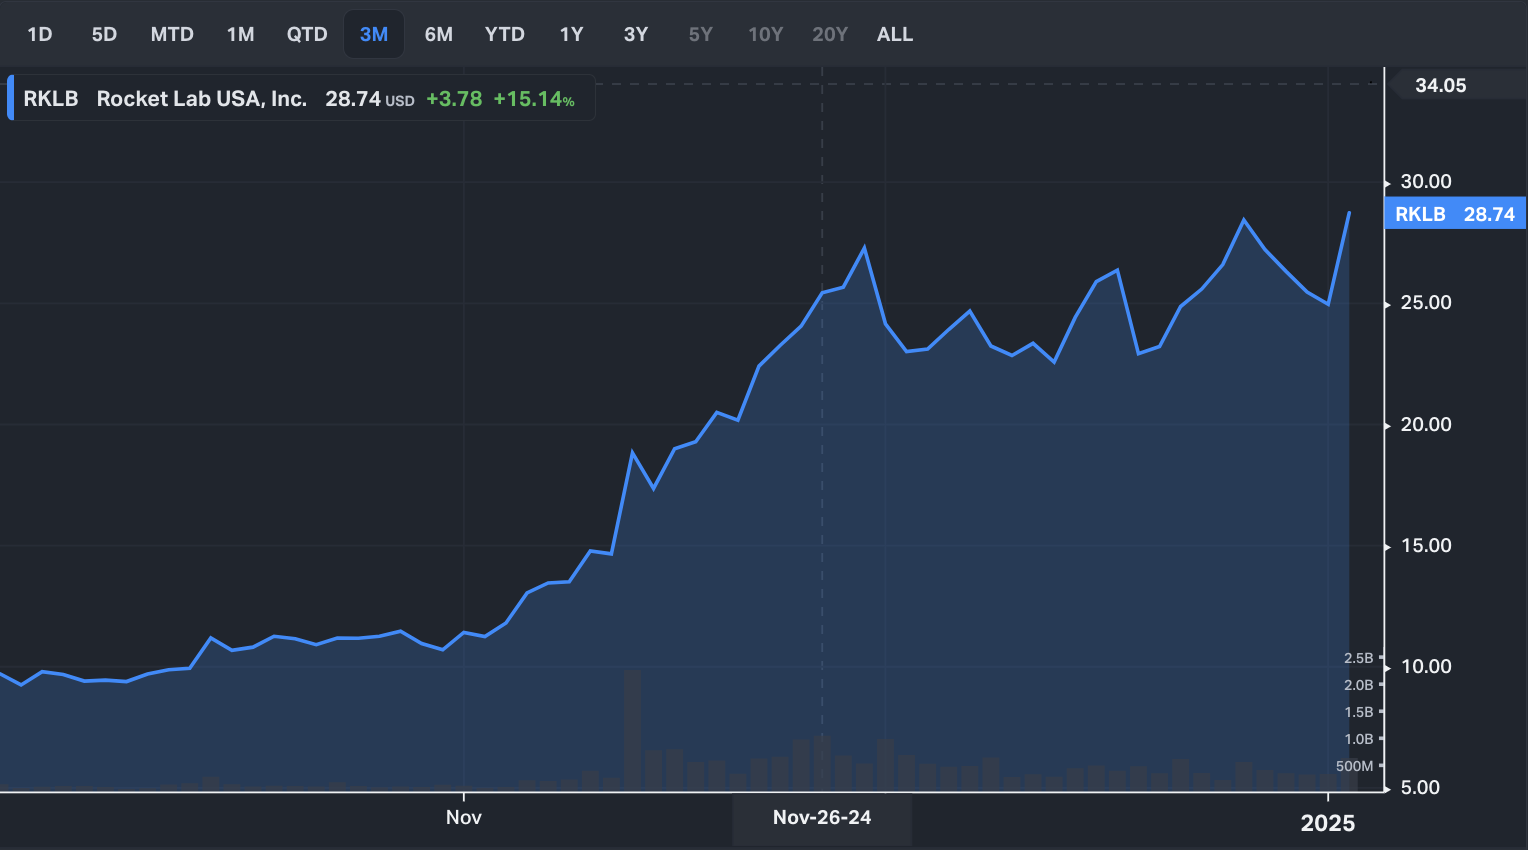 1D 5D MTD 1M QTD 3M 6M YTD 1Y 3Y 5Y 10Y 20Y ALL
RKLB Rocket Lab USA, Inc. 28.74 USD +3.78 +15.14%
34.05
30.00
RKLB 28.74
25.00
20.00
15.00
2.5B
10.00
2.0B
1.5B
1.0B
500M
5.00
Nov Nov-26-24 2025